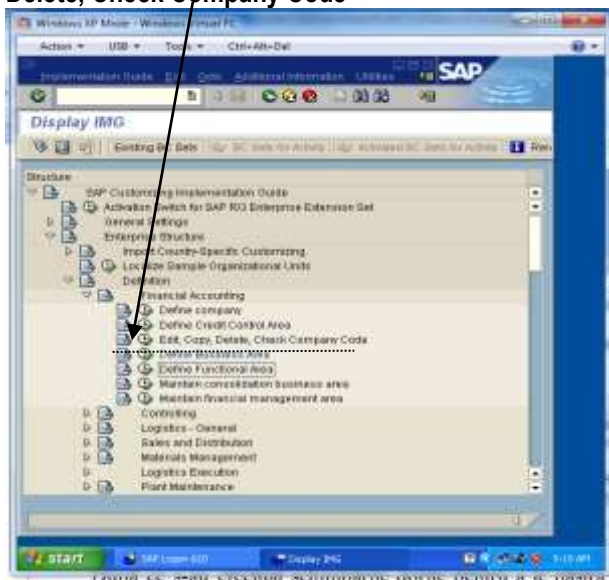 Delete, Check Company Code
Windows XP Mode - Windows Virtual PC
Action USB Tools Ctrl+Alt+Del
Implementation Guide Edit Goto Additional Information Utilities
SAP
Display IMG
Existing BC Sets
Structure
SAP Customizing Implementation Guide
Activation Switch for SAP R/3 Enterprise Extension Set
General Settings
Enterprise Structure
Import Country-Specific Customizing
Localize Sample Organizational Units
Definition
Financial Accounting
Define company
Define Credit Control Area
Edit, Copy, Delete, Check Company Code
Define Business Area
Define Functional Area
Maintain consolidation business area
Maintain financial management area
Controlling
Logistics - General
Sales and Distribution
Materials Management
Logistics Execution
Plant Maintenance
start SAP Logon Display IMG